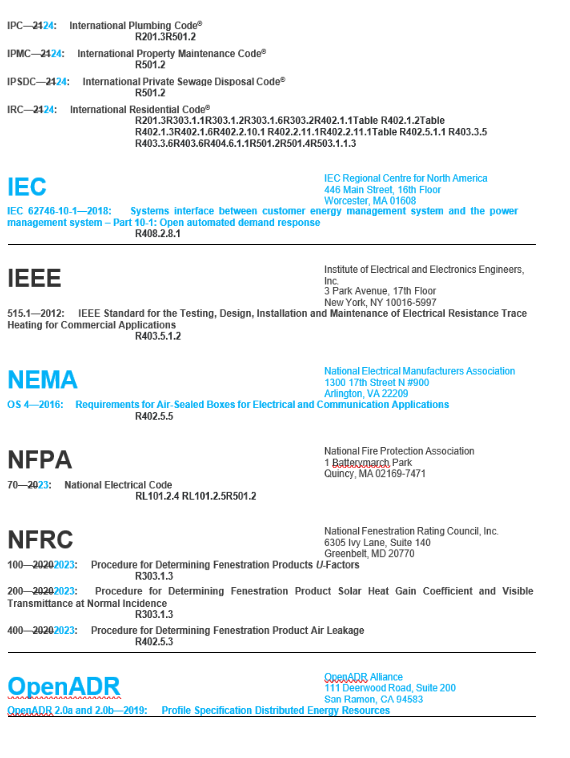 IPC—2124: International Plumbing Code®
R201.3R501.2
IPMC—2124: International Property Maintenance Code®
R501.2
IPSDC—2124: International Private Sewage Disposal Code®
R501.2
IRC—2124: International Residential Code®
R201.3R303.1.1R303.1.2R303.1.6R303.2R402.1.1Table R402.1.2Table
R402.1.3R402.1.6R402.2.10.1 R402.2.11.1R402.2.11.1Table R402.5.1.1 R403.3.5
R403.3.6R403.6R404.6.1.1R501.2R501.4R503.1.1.3
IEC
IEC Regional Centre for North America
446 Main Street, 16th Floor
Worcester, MA 01608
IEC 62746-10-1—2018: Systems interface between customer energy management system and the power
management system – Part 10-1: Open automated demand response
R408.2.8.1
IEEE
Institute of Electrical and Electronics Engineers,
Inc.
3 Park Avenue, 17th Floor
New York, NY 10016-5997
515.1—2012: IEEE Standard for the Testing, Design, Installation and Maintenance of Electrical Resistance Trace
Heating for Commercial Applications
R403.5.1.2
NEMA
National Electrical Manufacturers Association
1300 17th Street N #900
Arlington, VA 22209
OS 4—2016: Requirements for Air-Sealed Boxes for Electrical and Communication Applications
R402.5.5
NFPA
National Fire Protection Association
1 Batterymarch Park
Quincy, MA 02169-7471
70—2023: National Electrical Code
RL101.2.4 RL101.2.5R501.2
NFRC
National Fenestration Rating Council, Inc.
6305 Ivy Lane, Suite 140
Greenbelt, MD 20770
100—20202023: Procedure for Determining Fenestration Products U-Factors
R303.1.3
200—20202023: Procedure for Determining Fenestration Product Solar Heat Gain Coefficient and Visible
Transmittance at Normal Incidence
R303.1.3
400—20202023: Procedure for Determining Fenestration Product Air Leakage
R402.5.3
OpenADR
OpenADR Alliance
111 Deerwood Road, Suite 200
San Ramon, CA 94583
OpenADR 2.0a and 2.0b—2019: Profile Specification Distributed Energy Resources